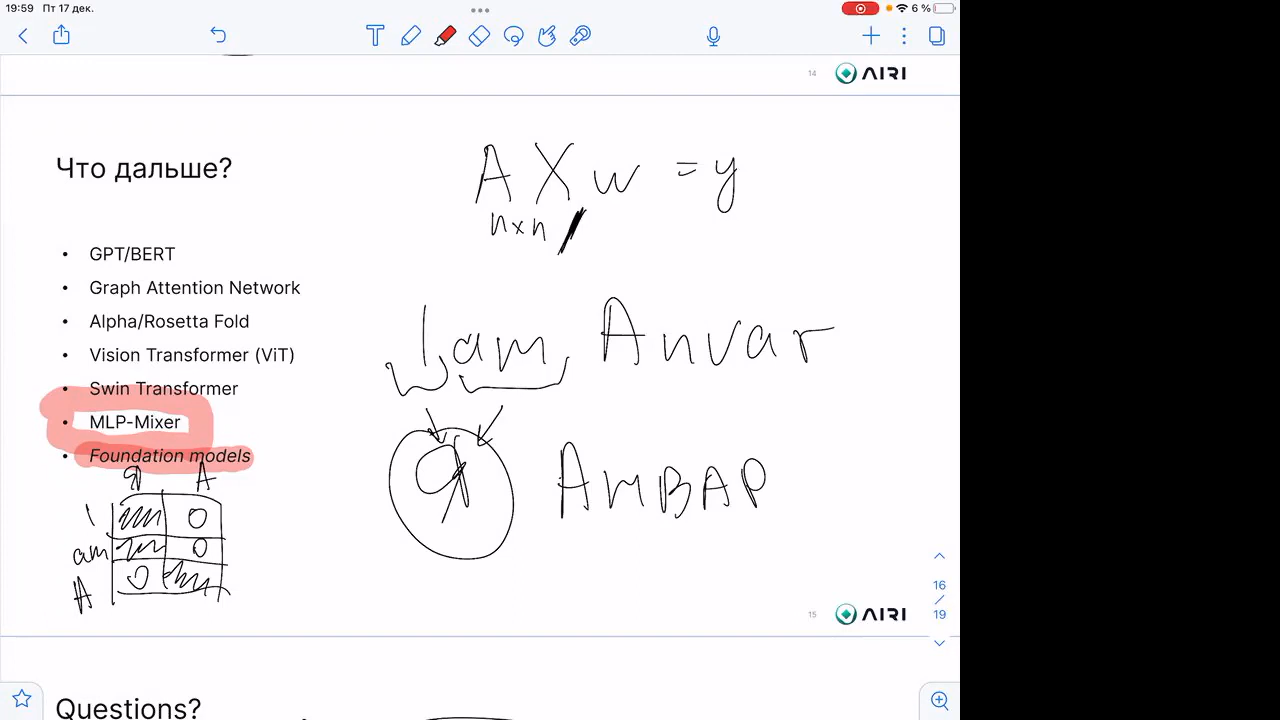 19:59 Пт 17 дек.
6 %
14
AIRI
Что дальше?
A X w = y
n×n
GPT/BERT
Graph Attention Network
Alpha/Rosetta Fold
Vision Transformer (ViT)
Swin Transformer
MLP-Mixer
Foundation models
I am Anvar
Я Анвар
Я A
I 0
am 0
A 0
16
/
19
15
AIRI
Questions?